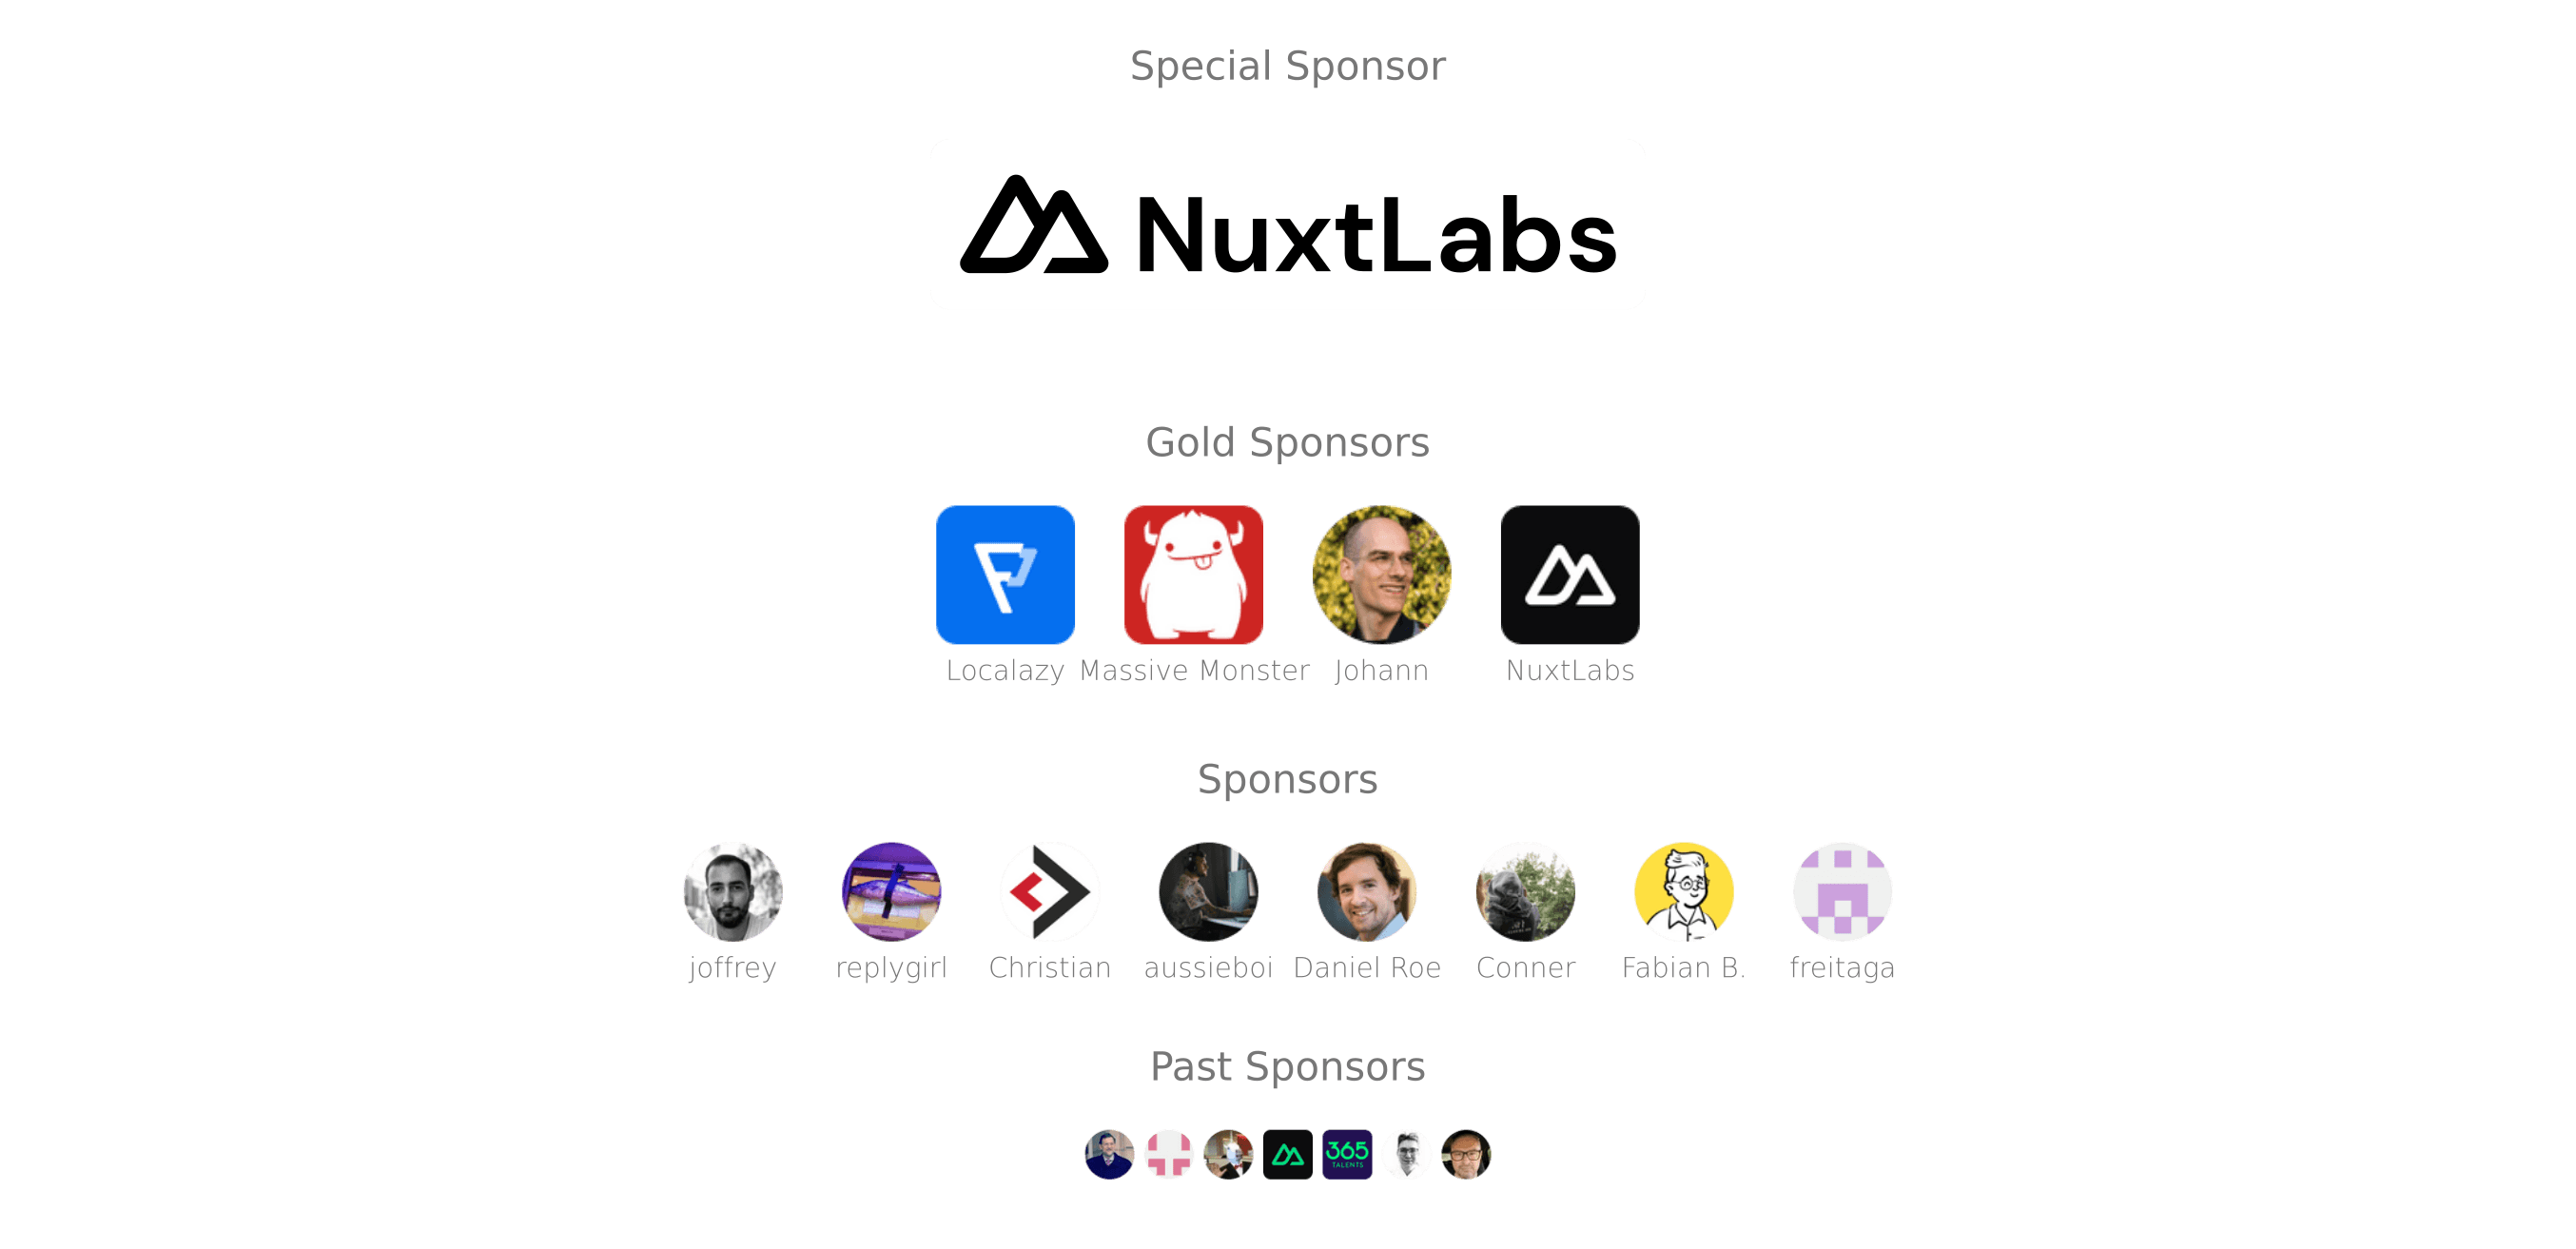 Special Sponsor
NuxtLabs
Gold Sponsors
Localazy Massive Monster Johann NuxtLabs
Sponsors
joffrey replygirl Christian aussieboi Daniel Roe Conner Fabian B. freitaga
Past Sponsors
365
TALENTS